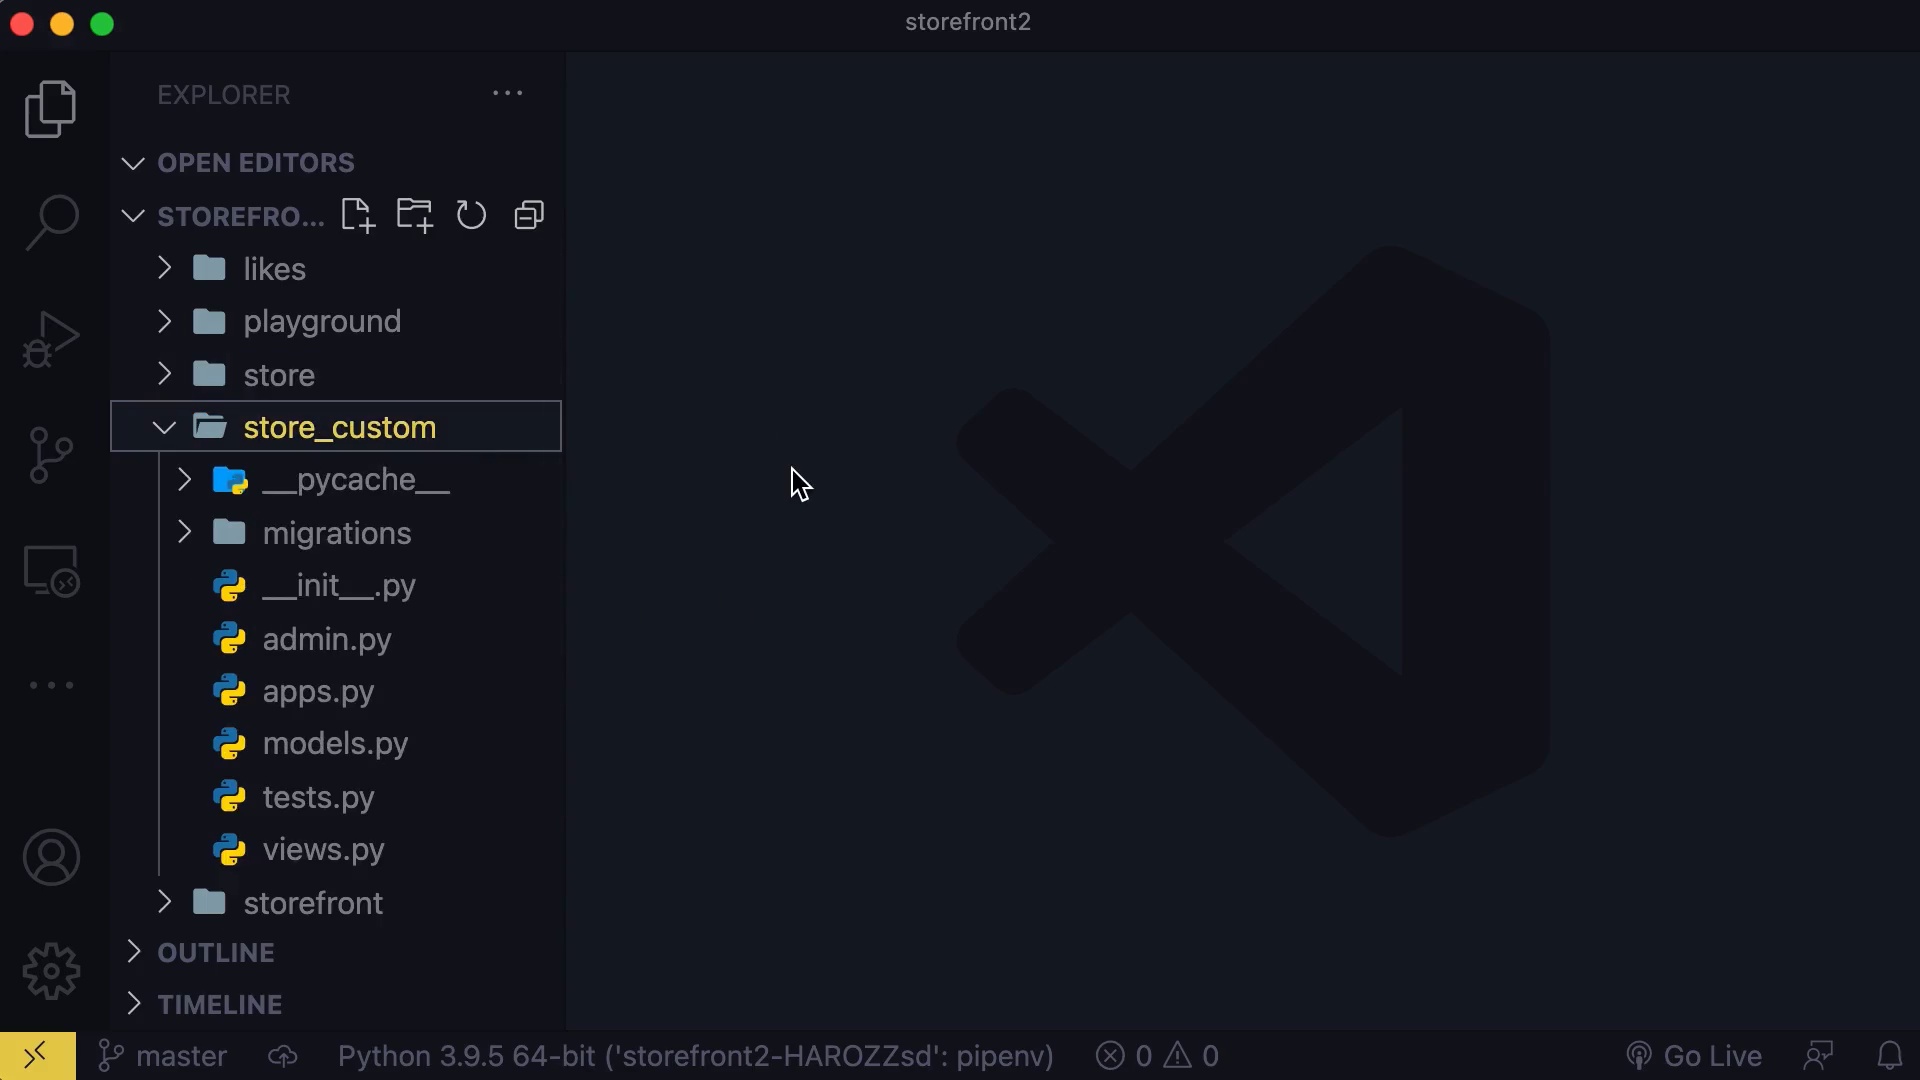 storefront2
EXPLORER
OPEN EDITORS
STOREFRO...
likes
playground
store
store_custom
__pycache__
migrations
__init__.py
admin.py
apps.py
models.py
tests.py
views.py
storefront
OUTLINE
TIMELINE
master Python 3.9.5 64-bit ('storefront2-HAROZZsd': pipenv) 0 0 Go Live